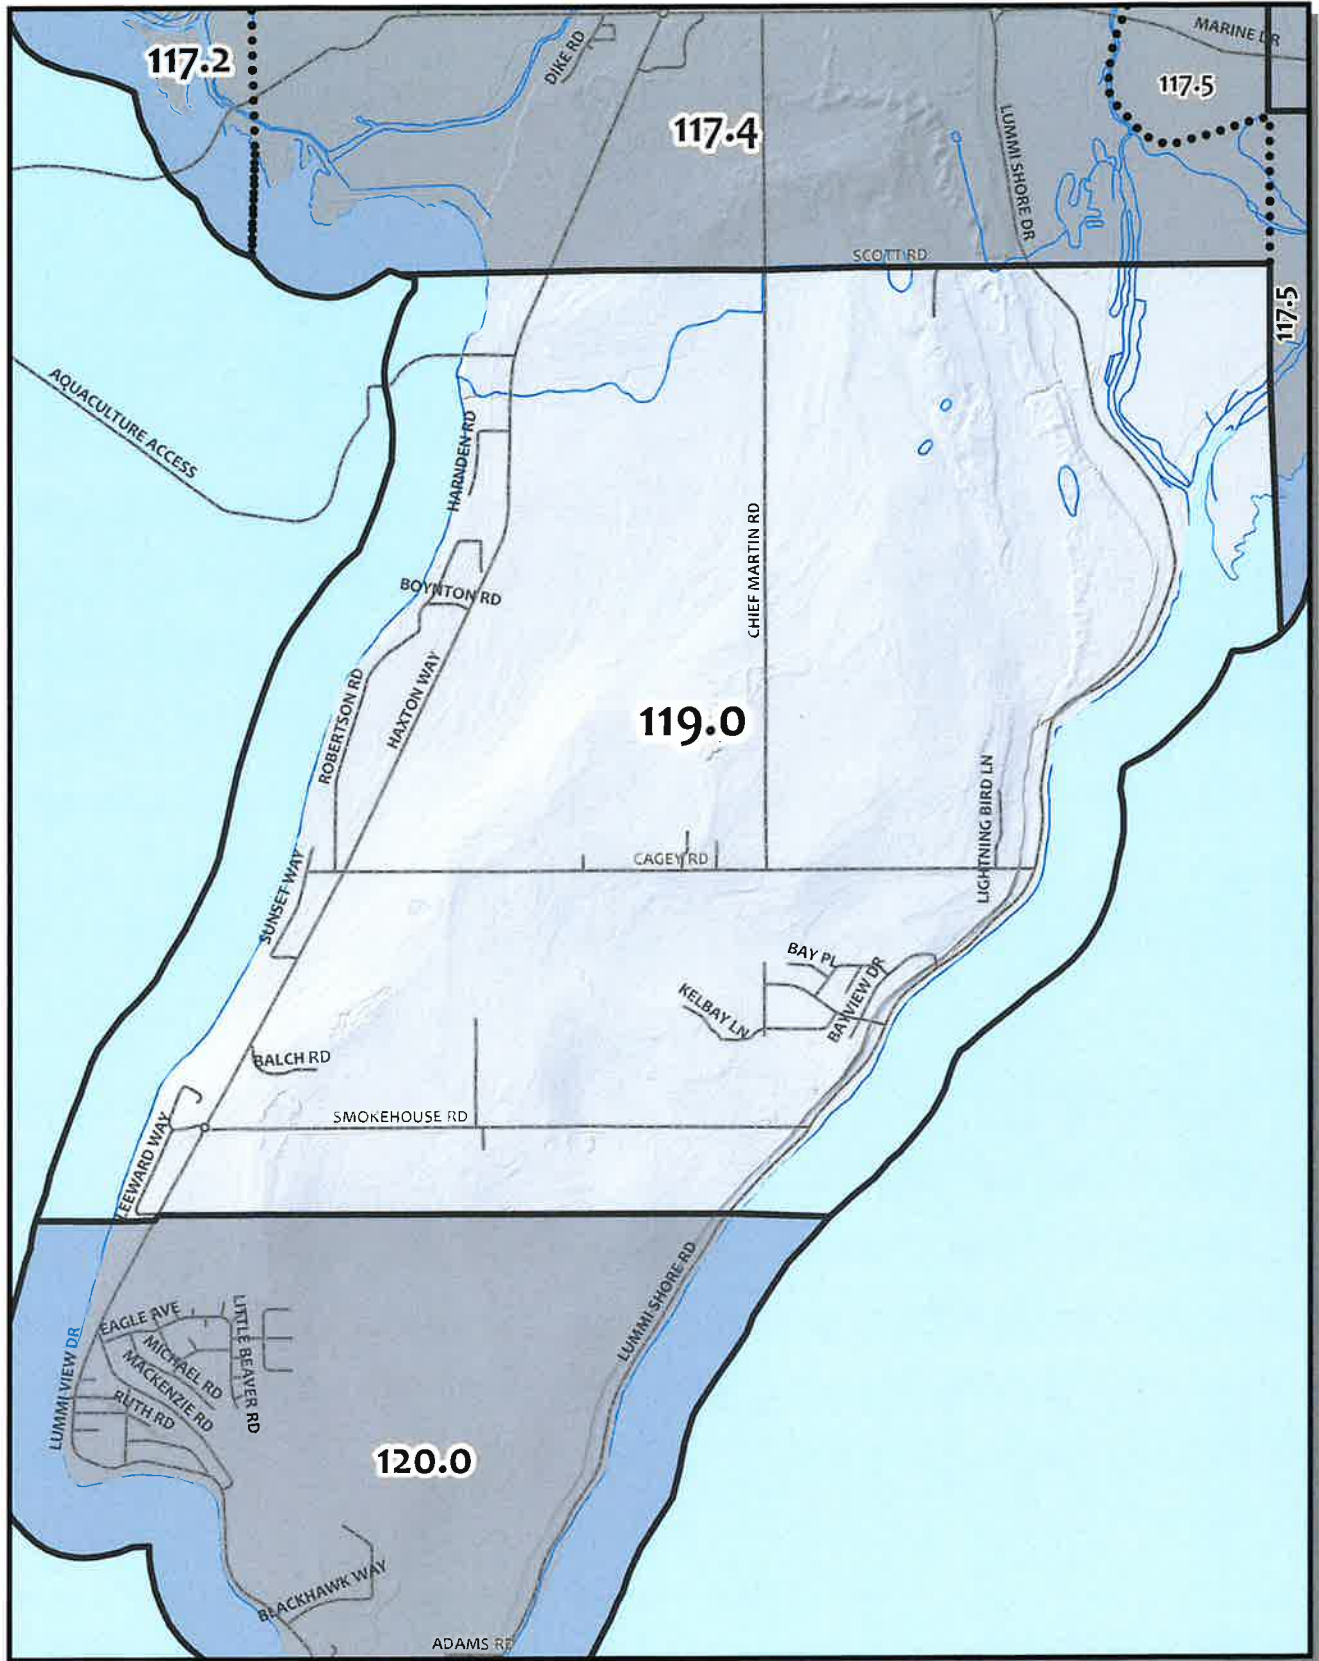 117.2
DIKE RD
MARINE DR
117.5
117.4
LUMMI SHORE DR
SCOTT RD
117.5
AQUACULTURE ACCESS
HARNDEN RD
CHIEF MARTIN RD
BOYNTON RD
ROBERTSON RD
HAXTON WAY
119.0
LIGHTNING BIRD LN
CAGEY RD
SUNSET WAY
BAY PL
KELBAY LN
BAYVIEW DR
BALCH RD
SMOKEHOUSE RD
LEEWARD WAY
LUMMI SHORE RD
EAGLE AVE
LITTLE BEAVER RD
LUMMI VIEW DR
MICHAEL RD
MACKENZIE RD
RUTH RD
120.0
BLACKHAWK WAY
ADAMS RD